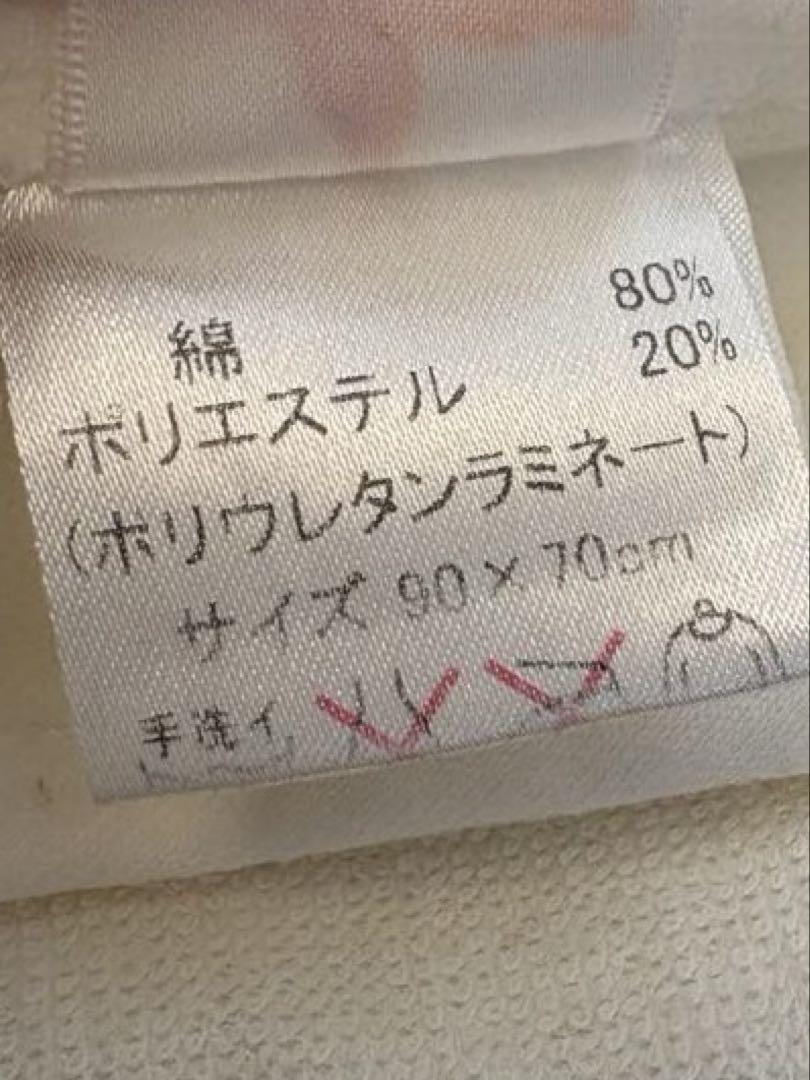 綿 80%
ポリエステル 20%
(ポリウレタンラミネート)
サイズ 90×70cm
手洗イ